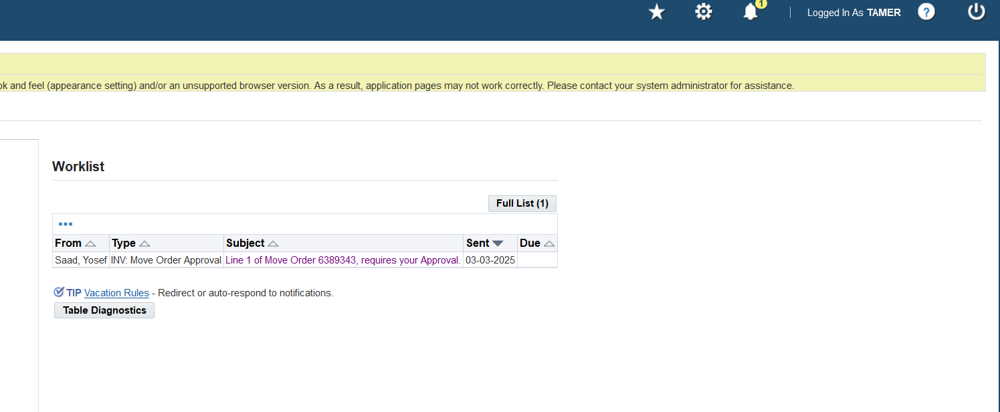 1
Logged In As TAMER
?
ok and feel (appearance setting) and/or an unsupported browser version. As a result, application pages may not work correctly. Please contact your system administrator for assistance.
Worklist
Full List (1)
From Type Subject Sent Due
Saad, Yosef INV: Move Order Approval Line 1 of Move Order 6389343, requires your Approval. 03-03-2025
TIP Vacation Rules - Redirect or auto-respond to notifications.
Table Diagnostics